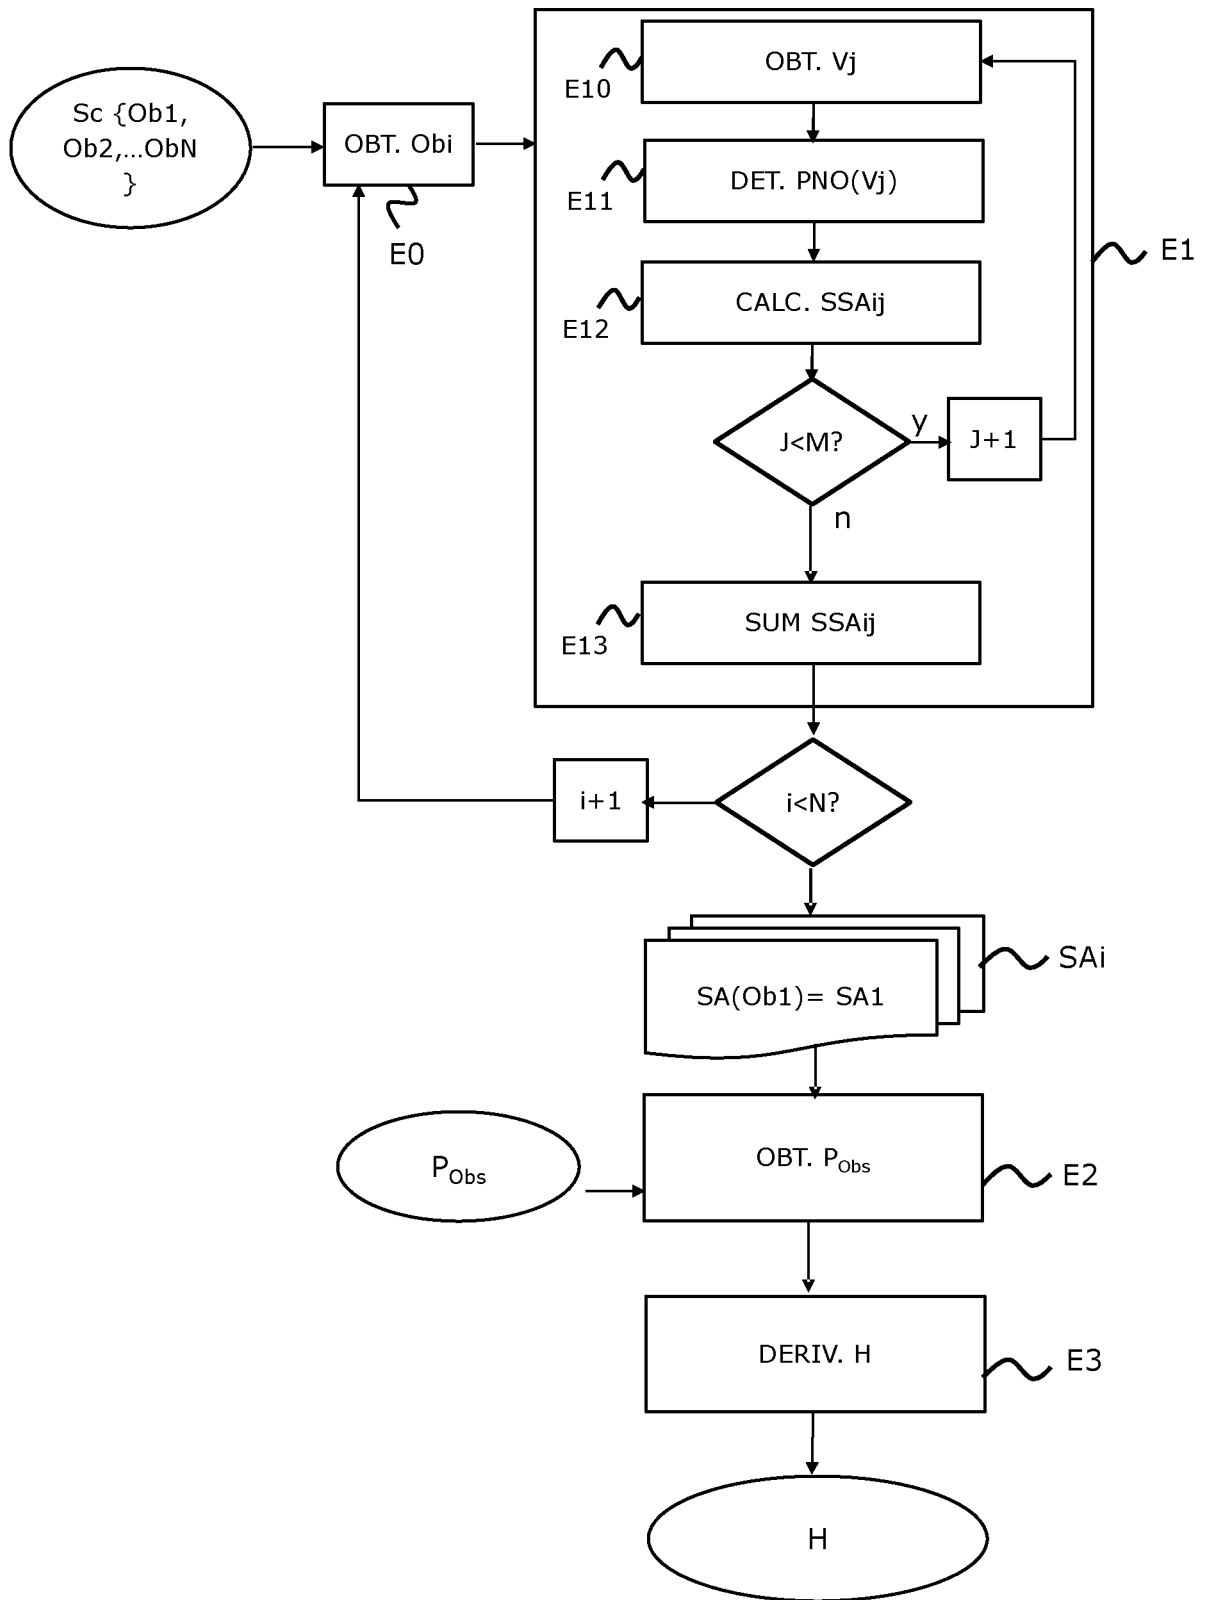 OBT. Vj
E10
Sc {Ob1,
Ob2,...ObN
}
OBT. Obi
E0
DET. PNO(Vj)
E11
E1
CALC. SSAij
E12
J<M?
y
J+1
n
SUM SSAij
E13
i<N?
i+1
SAi
SA(Ob1)= SA1
PObs
OBT. PObs
E2
DERIV. H
E3
H